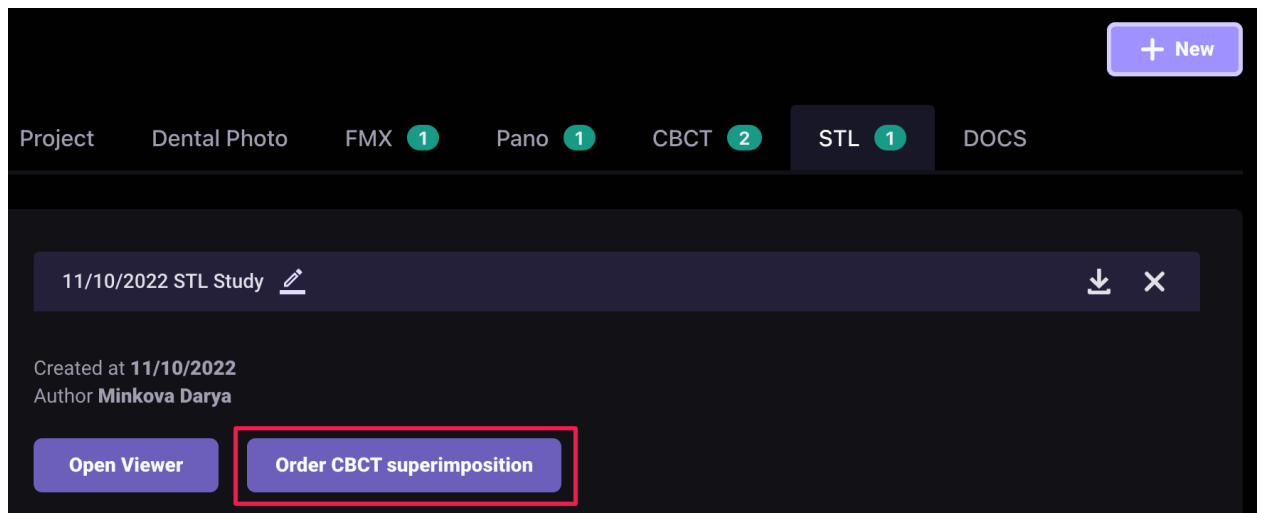 + New
Project Dental Photo FMX 1 Pano 1 CBCT 2 STL 1 DOCS
11/10/2022 STL Study
Created at 11/10/2022
Author Minkova Darya
Open Viewer Order CBCT superimposition